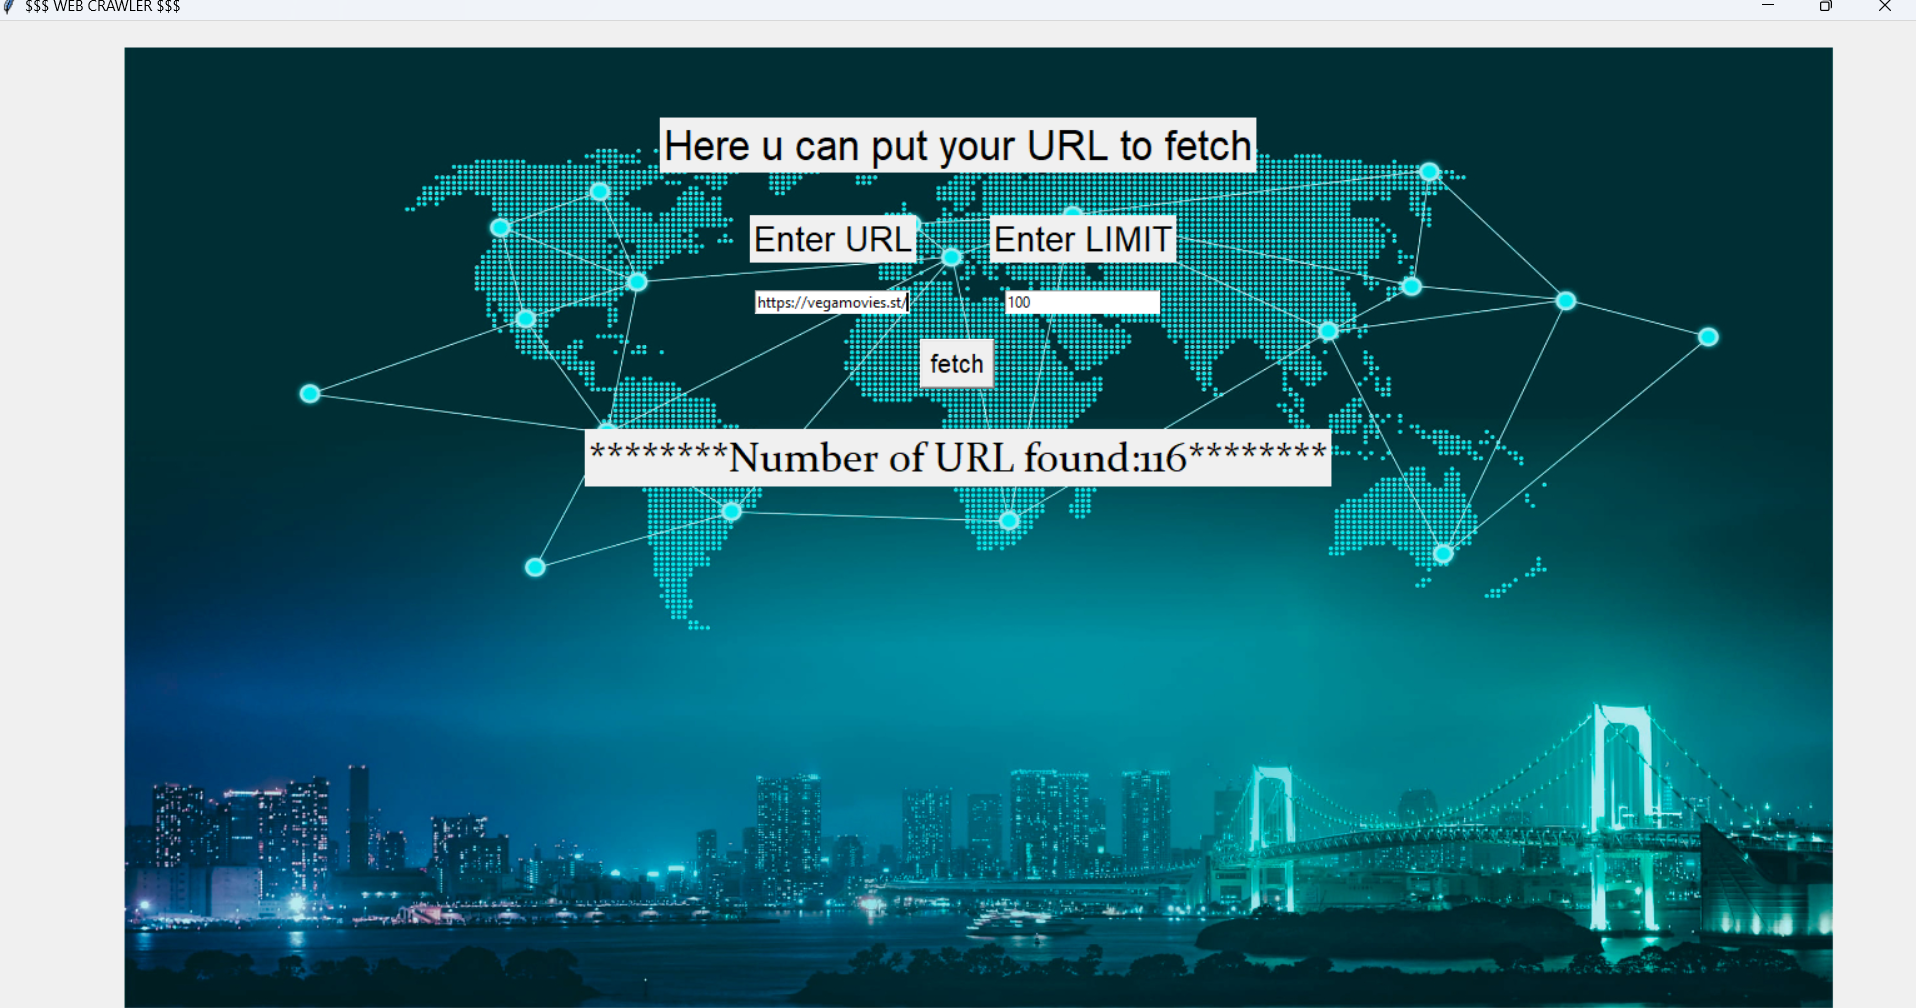 $$$ WEB CRAWLER $$$
Here u can put your URL to fetch
Enter URL Enter LIMIT
https://vegamovies.st/ 100
fetch
********Number of URL found:116********